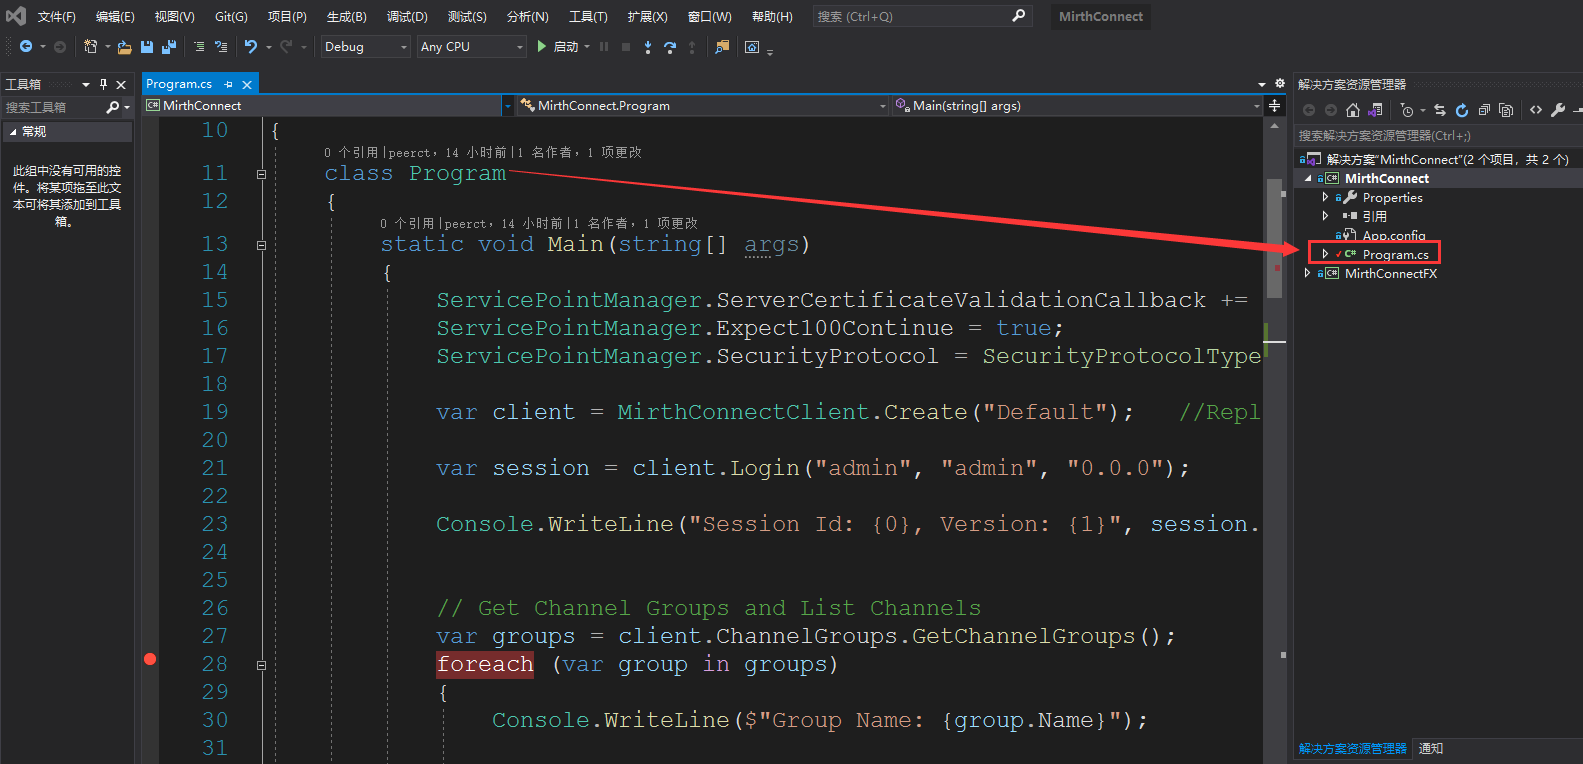 文件(F) 编辑(E) 视图(V) Git(G) 项目(P) 生成(B) 调试(D) 测试(S) 分析(N) 工具(T) 扩展(X) 窗口(W) 帮助(H) 搜索 (Ctrl+Q) MirthConnect
Debug Any CPU 启动
工具箱
搜索工具箱
常规
此组中没有可用的控
件。将某项拖至此文
本可将其添加到工具
箱。
Program.cs
MirthConnect MirthConnect.Program Main(string[] args)
10 {
0 个引用|peerct，14 小时前|1 名作者，1 项更改
11 class Program
12 {
0 个引用|peerct，14 小时前|1 名作者，1 项更改
13 static void Main(string[] args)
14 {
15 ServicePointManager.ServerCertificateValidationCallback +=
16 ServicePointManager.Expect100Continue = true;
17 ServicePointManager.SecurityProtocol = SecurityProtocolType
18
19 var client = MirthConnectClient.Create("Default"); //Repl
20
21 var session = client.Login("admin", "admin", "0.0.0");
22
23 Console.WriteLine("Session Id: {0}, Version: {1}", session.
24
25
26 // Get Channel Groups and List Channels
27 var groups = client.ChannelGroups.GetChannelGroups();
28 foreach (var group in groups)
29 {
30 Console.WriteLine($"Group Name: {group.Name}");
31
解决方案资源管理器
搜索解决方案资源管理器(Ctrl+;)
解决方案"MirthConnect"(2 个项目，共 2 个)
C# MirthConnect
Properties
引用
App.config
C# Program.cs
C# MirthConnectFX
解决方案资源管理器 通知